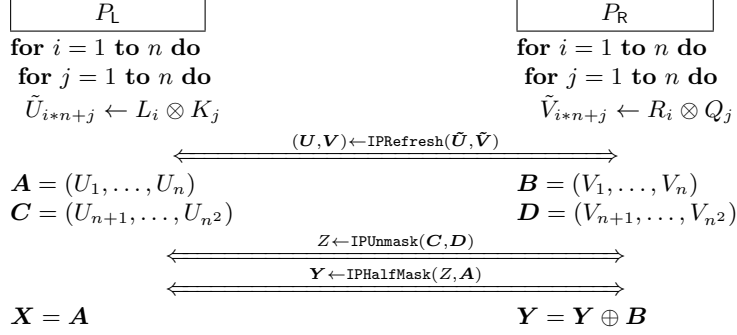 P_L P_R
for i = 1 to n do for i = 1 to n do
for j = 1 to n do for j = 1 to n do
Ũ_{i*n+j} ← L_i ⊗ K_j Ṽ_{i*n+j} ← R_i ⊗ Q_j
(U,V)←IPRefresh(Ũ,Ṽ)
A = (U_1, . . . , U_n) B = (V_1, . . . , V_n)
C = (U_{n+1}, . . . , U_{n^2}) D = (V_{n+1}, . . . , V_{n^2})
Z←IPUnmask(C,D)
Y←IPHalfMask(Z,A)
X = A Y = Y ⊕ B